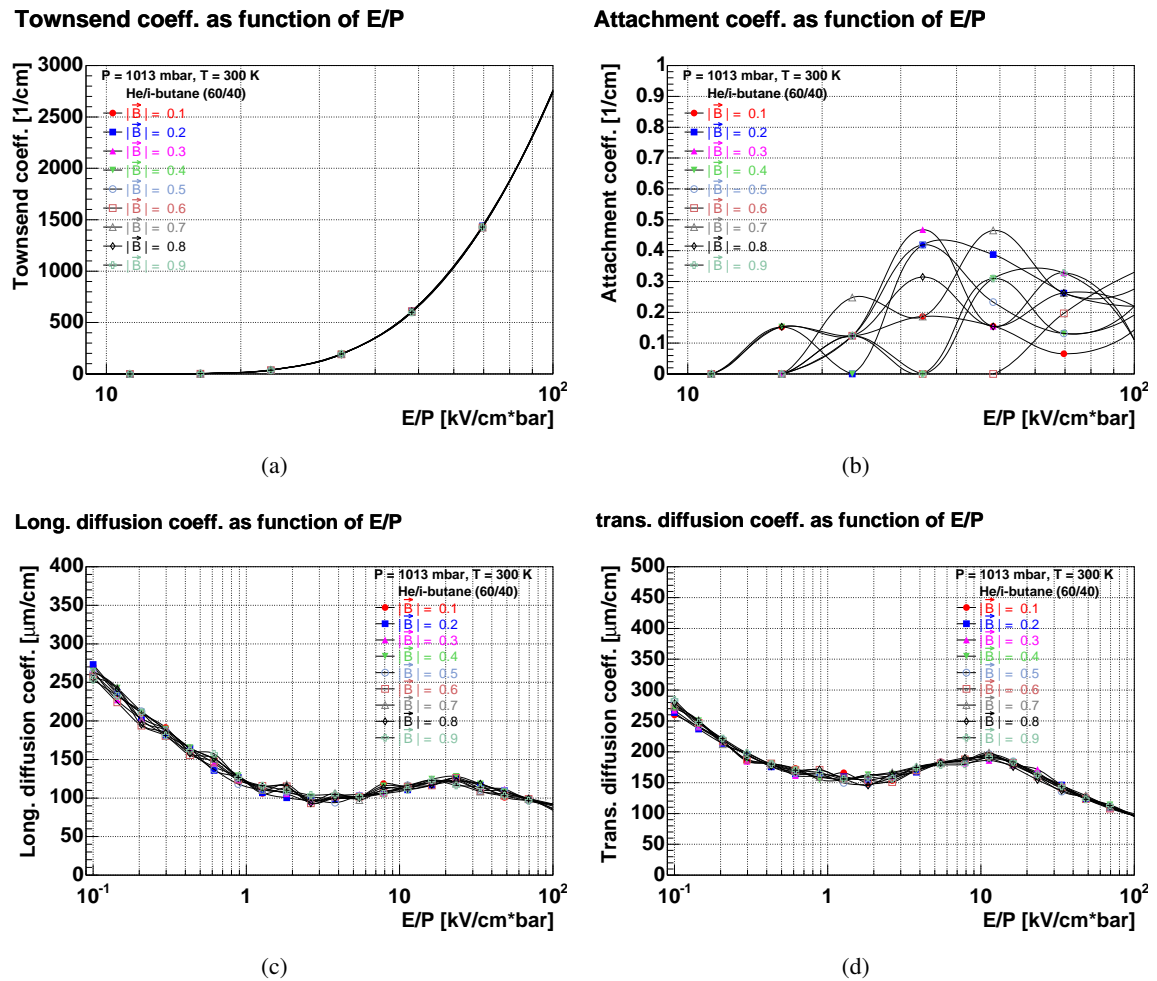 Townsend coeff. as function of E/P
Townsend coeff. [1/cm]
3000
2500
2000
1500
1000
500
0
P = 1013 mbar, T = 300 K
He/i-butane (60/40)
|B| = 0.1
|B| = 0.2
|B| = 0.3
|B| = 0.4
|B| = 0.5
|B| = 0.6
|B| = 0.7
|B| = 0.8
|B| = 0.9
10
10²
E/P [kV/cm*bar]
(a)
Attachment coeff. as function of E/P
Attachment coeff. [1/cm]
1
0.9
0.8
0.7
0.6
0.5
0.4
0.3
0.2
0.1
0
P = 1013 mbar, T = 300 K
He/i-butane (60/40)
|B| = 0.1
|B| = 0.2
|B| = 0.3
|B| = 0.4
|B| = 0.5
|B| = 0.6
|B| = 0.7
|B| = 0.8
|B| = 0.9
10
10²
E/P [kV/cm*bar]
(b)
Long. diffusion coeff. as function of E/P
Long. diffusion coeff. [μm/cm]
400
350
300
250
200
150
100
50
0
P = 1013 mbar, T = 300 K
He/i-butane (60/40)
|B| = 0.1
|B| = 0.2
|B| = 0.3
|B| = 0.4
|B| = 0.5
|B| = 0.6
|B| = 0.7
|B| = 0.8
|B| = 0.9
10⁻¹
1
10
10²
E/P [kV/cm*bar]
(c)
trans. diffusion coeff. as function of E/P
Trans. diffusion coeff. [μm/cm]
500
450
400
350
300
250
200
150
100
50
0
P = 1013 mbar, T = 300 K
He/i-butane (60/40)
|B| = 0.1
|B| = 0.2
|B| = 0.3
|B| = 0.4
|B| = 0.5
|B| = 0.6
|B| = 0.7
|B| = 0.8
|B| = 0.9
10⁻¹
1
10
10²
E/P [kV/cm*bar]
(d)